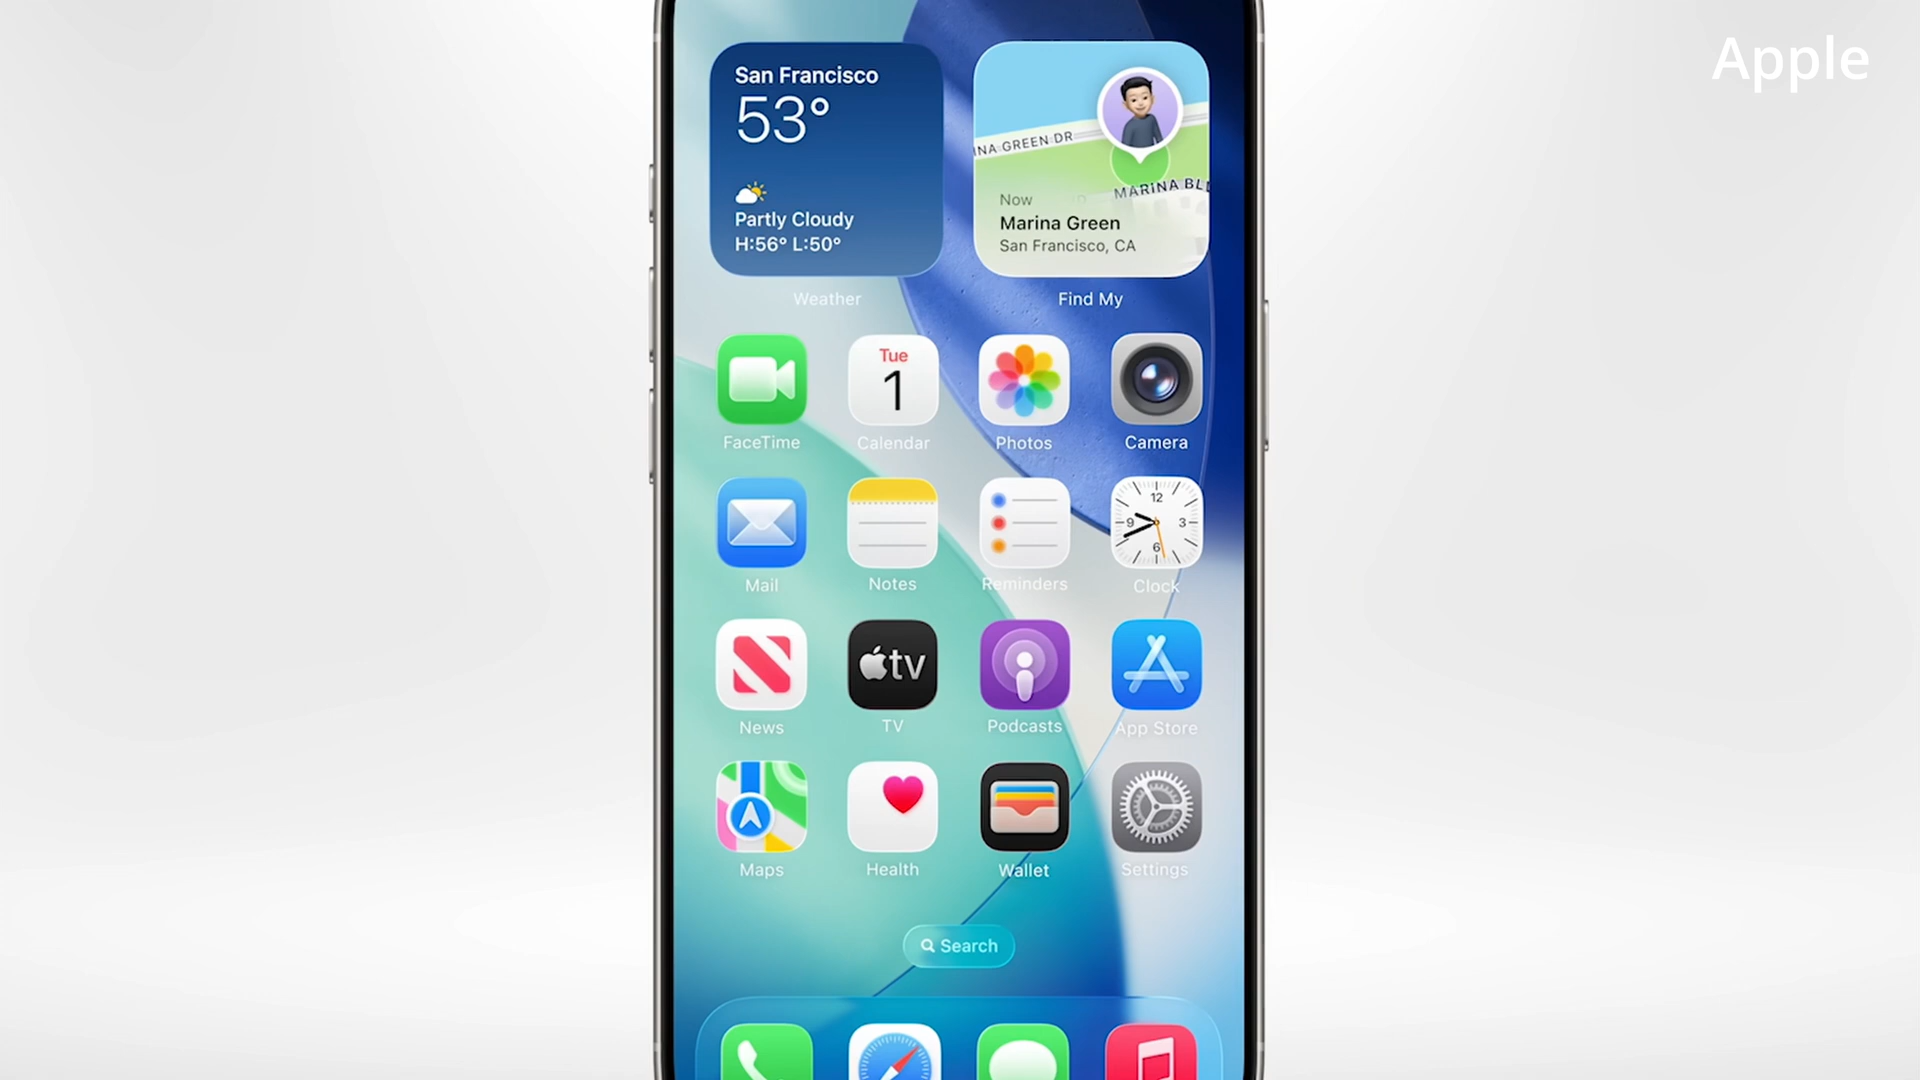 Apple
San Francisco
53°
Partly Cloudy
H:56° L:50°
Weather
INA GREEN DR
MARINA BL
Now
Marina Green
San Francisco, CA
Find My
Tue
1
FaceTime
Calendar
Photos
Camera
12
9
3
6
Mail
Notes
Reminders
Clock
tv
News
TV
Podcasts
App Store
Maps
Health
Wallet
Settings
Search